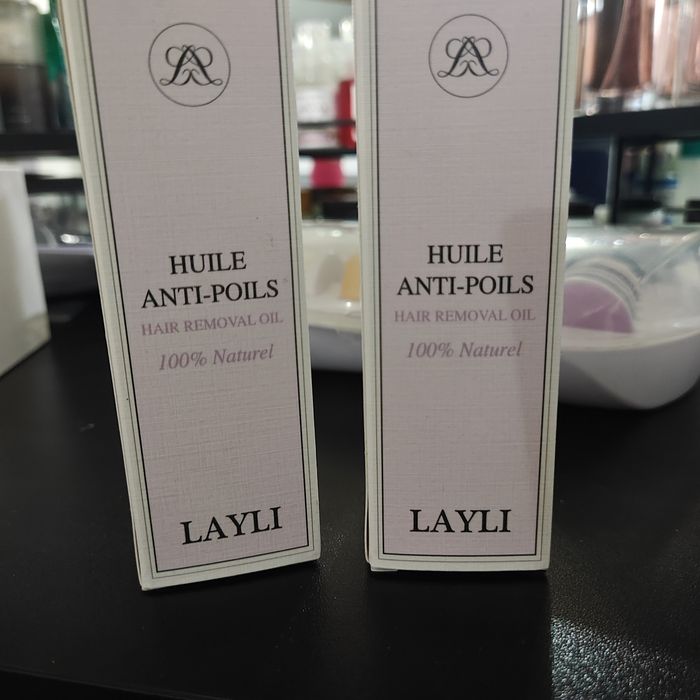 HUILE
ANTI-POILS
HAIR REMOVAL OIL
100% Naturel
LAYLI
HUILE
ANTI-POILS
HAIR REMOVAL OIL
100% Naturel
LAYLI